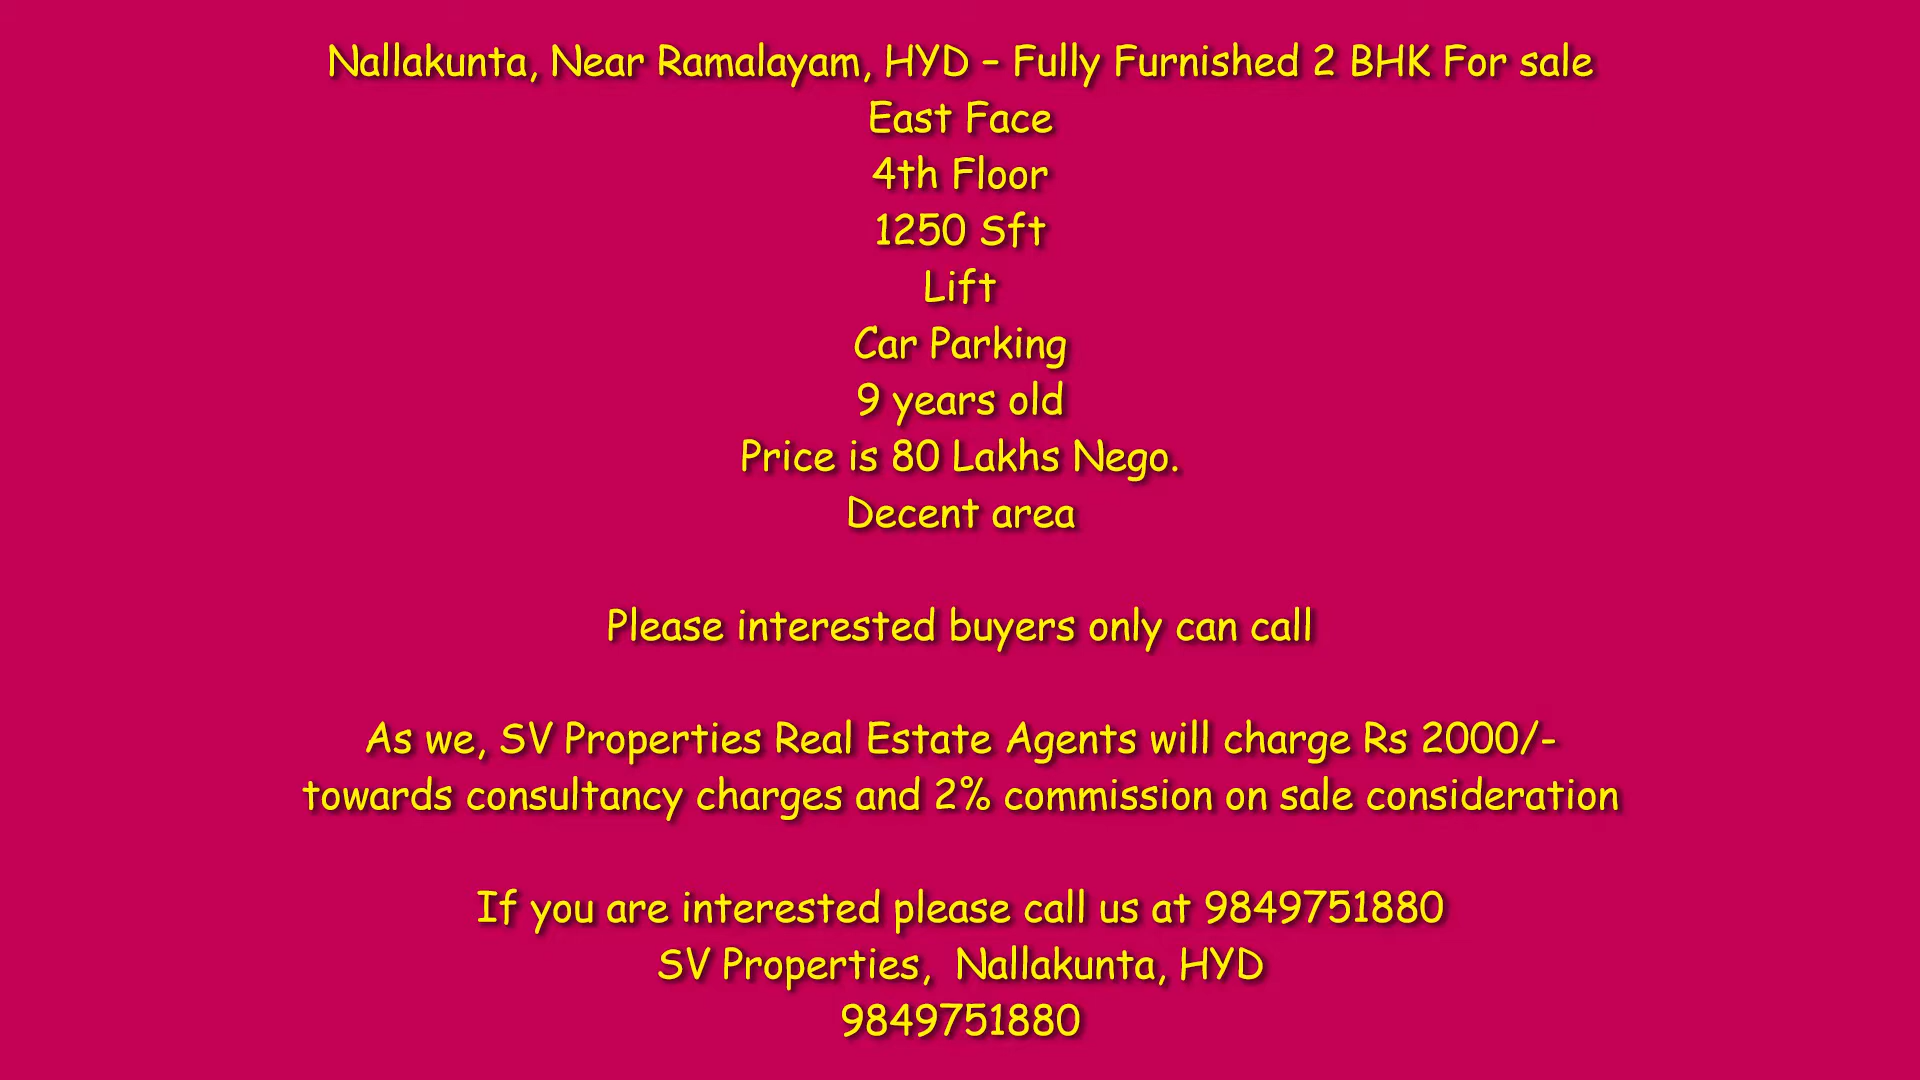 Nallakunta, Near Ramalayam, HYD – Fully Furnished 2 BHK For sale
East Face
4th Floor
1250 Sft
Lift
Car Parking
9 years old
Price is 80 Lakhs Nego.
Decent area
Please interested buyers only can call
As we, SV Properties Real Estate Agents will charge Rs 2000/-
towards consultancy charges and 2% commission on sale consideration
If you are interested please call us at 9849751880
SV Properties,  Nallakunta, HYD
9849751880